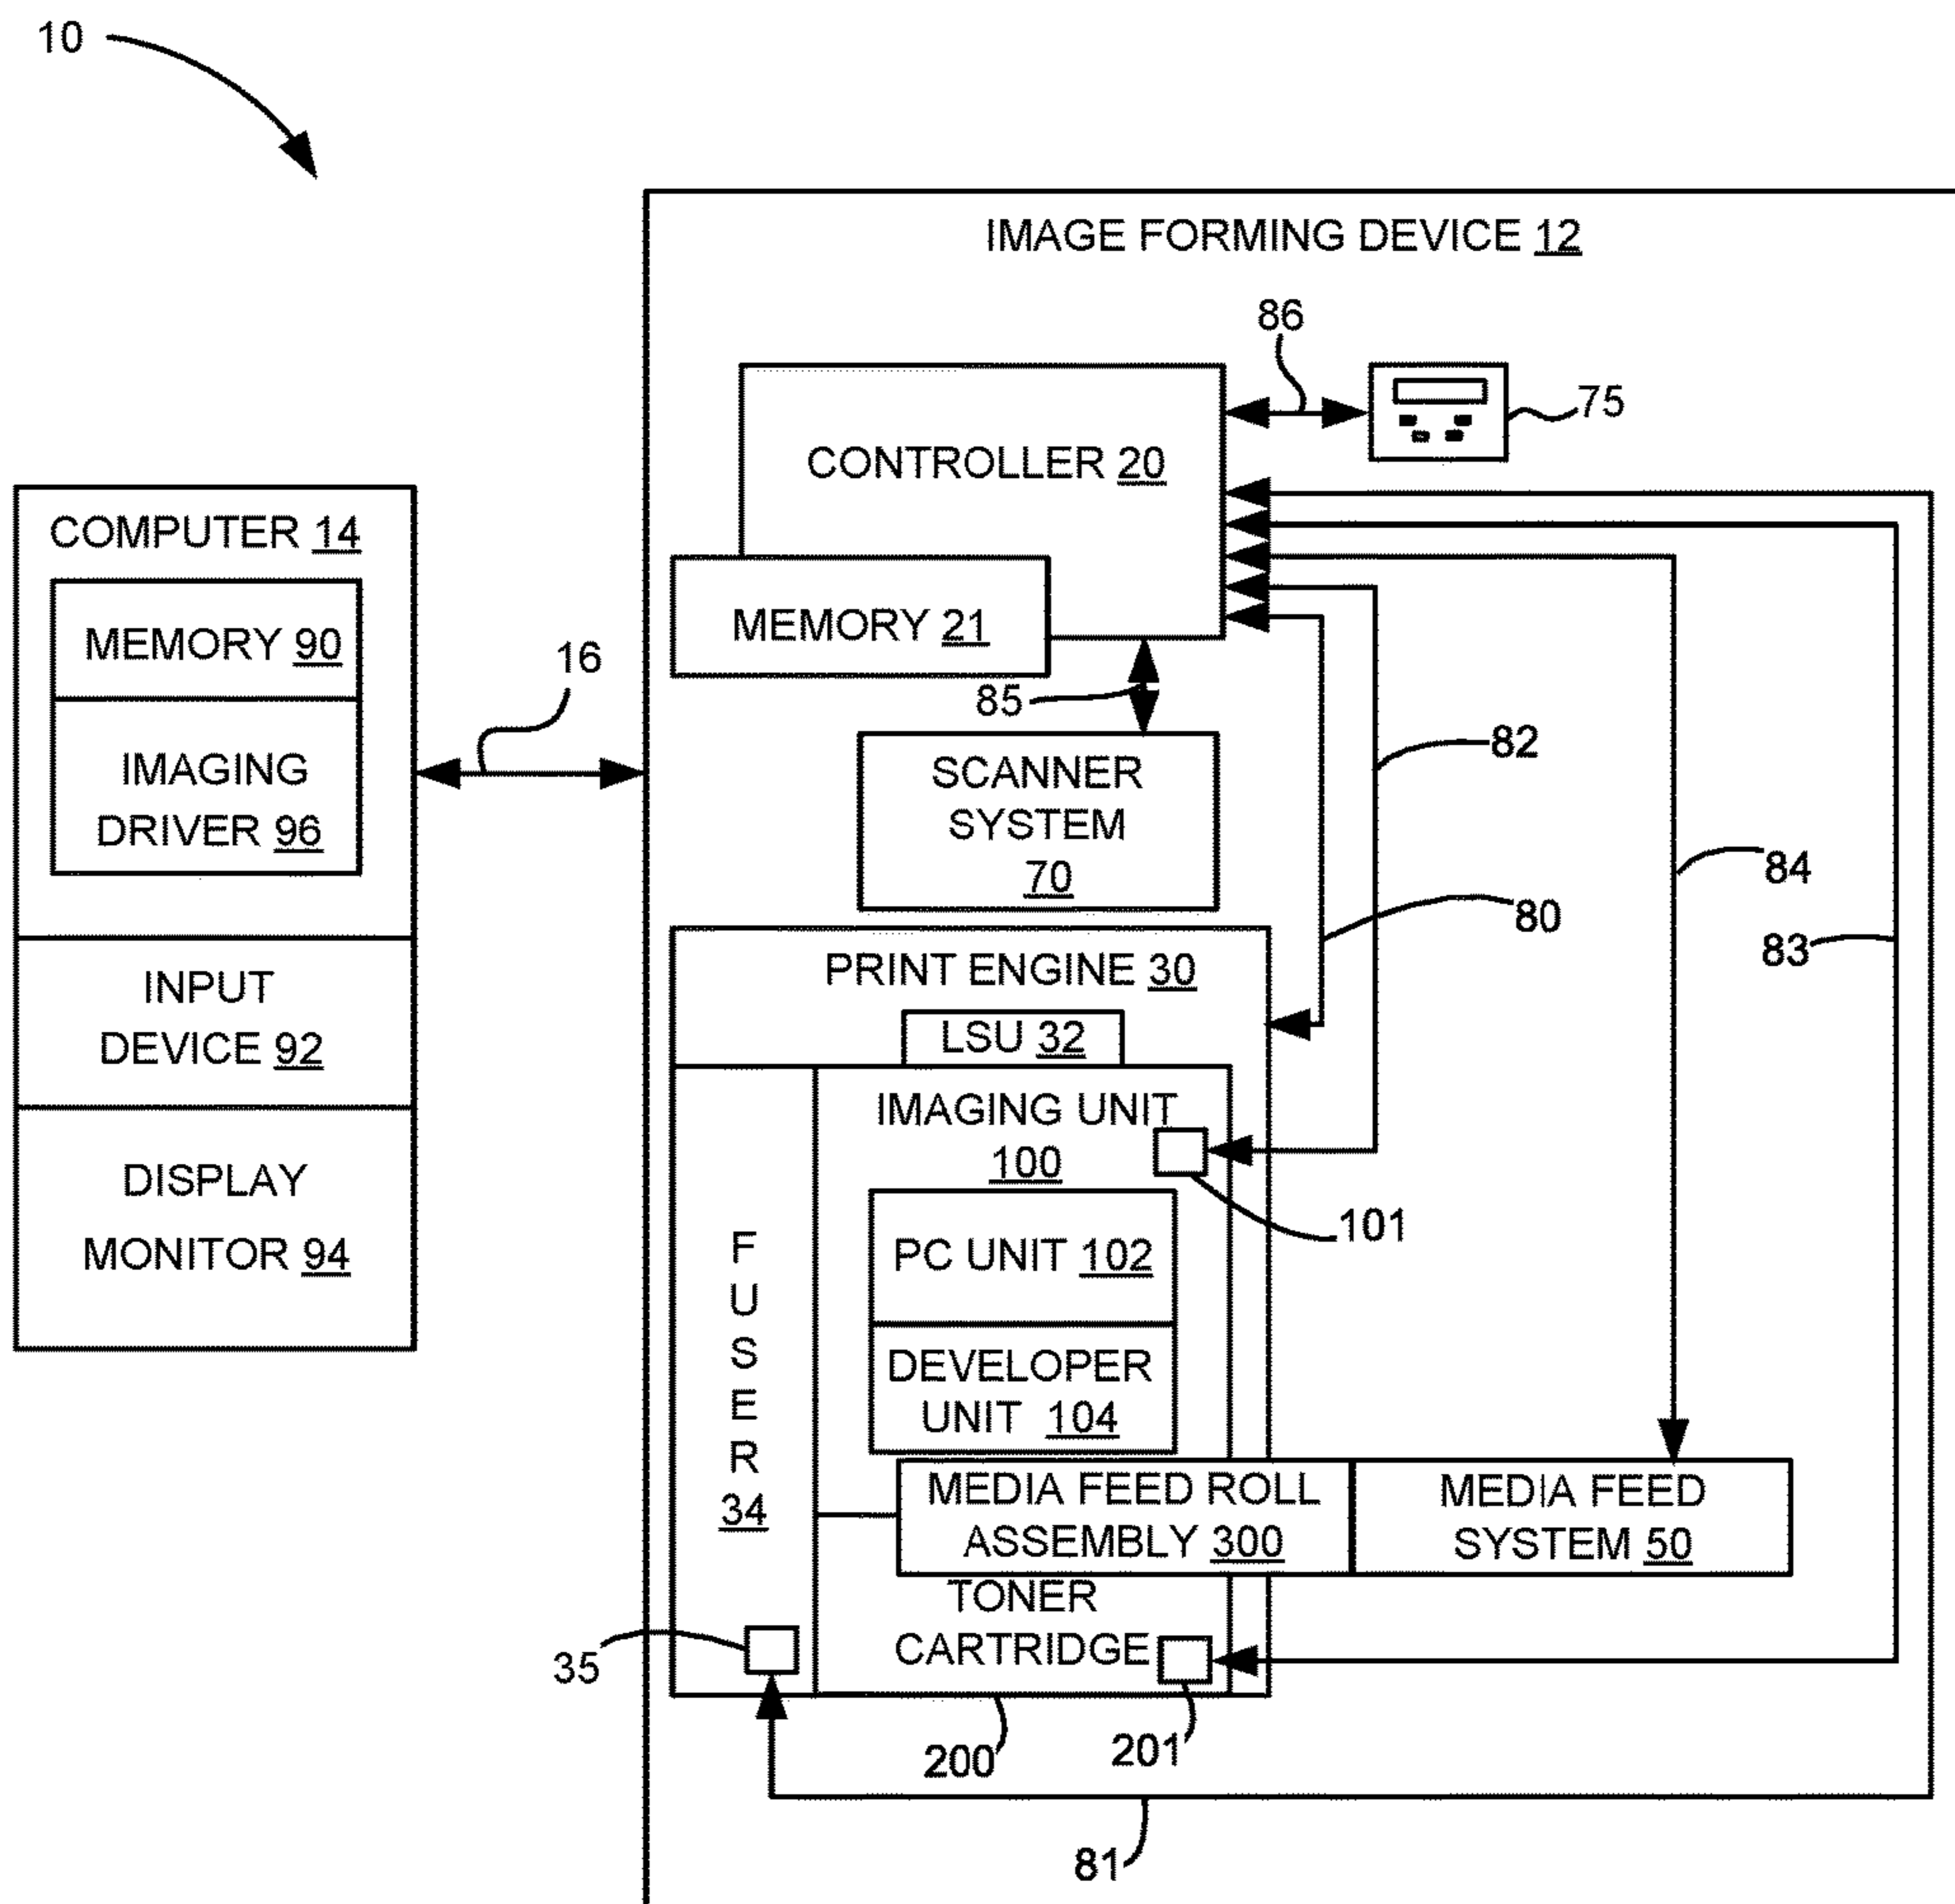 10
IMAGE FORMING DEVICE 12
86
75
CONTROLLER 20
MEMORY 21
85
SCANNER
SYSTEM
70
COMPUTER 14
MEMORY 90
IMAGING
DRIVER 96
INPUT
DEVICE 92
DISPLAY
MONITOR 94
16
82
84
80
83
PRINT ENGINE 30
LSU 32
IMAGING UNIT
100
101
PC UNIT 102
DEVELOPER
UNIT 104
FUSER
34
MEDIA FEED ROLL
ASSEMBLY 300
MEDIA FEED
SYSTEM 50
TONER
CARTRIDGE
35
200
201
81